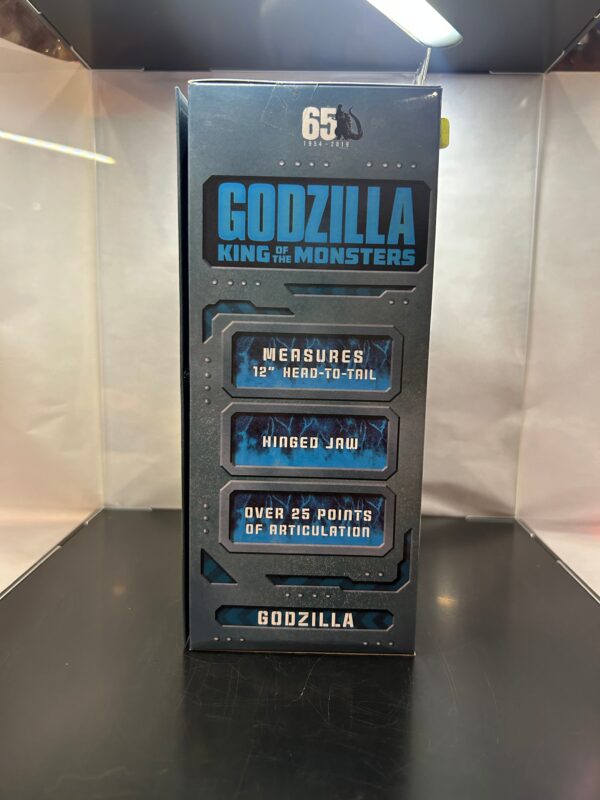 65
1954-2019
GODZILLA
KING OF THE MONSTERS
MEASURES
12" HEAD-TO-TAIL
HINGED JAW
OVER 25 POINTS
OF ARTICULATION
GODZILLA